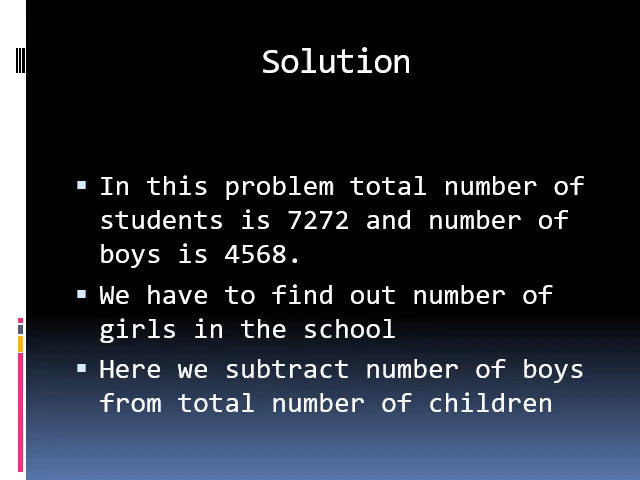 Solution
In this problem total number of
students is 7272 and number of
boys is 4568.
We have to find out number of
girls in the school
Here we subtract number of boys
from total number of children